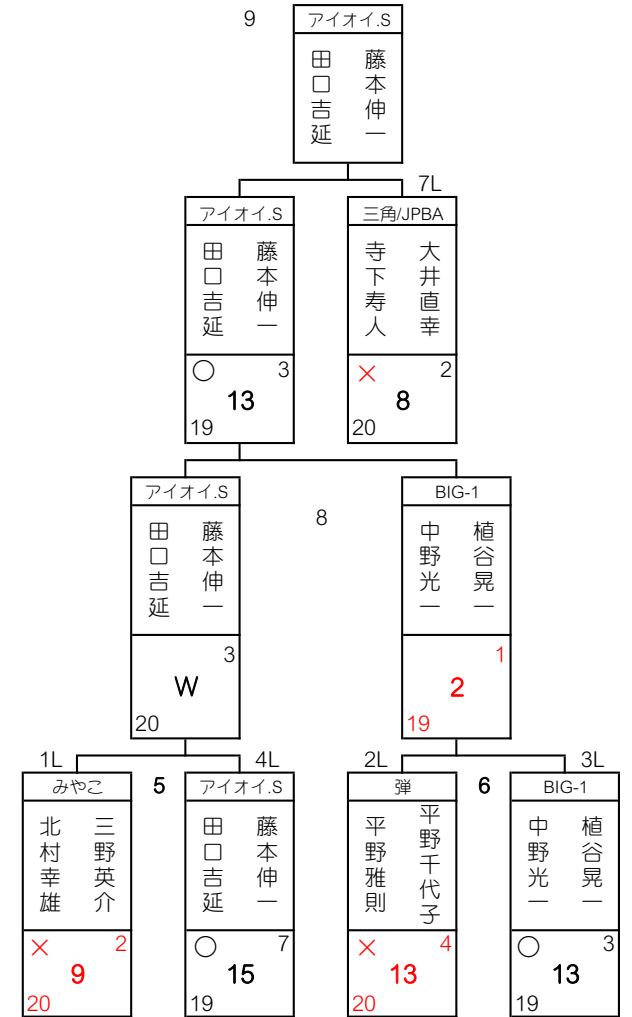 9
アイオイ.S
藤本伸一
田口吉延
7L
アイオイ.S
藤本伸一
田口吉延
○ 3
13
19
三角/JPBA
大井直幸
寺下寿人
× 2
8
20
8
アイオイ.S
藤本伸一
田口吉延
3
W
20
BIG-1
植谷晃一
中野光一
1
2
19
1L
5
4L
2L
6
3L
みやこ
三野英介
北村幸雄
× 2
9
20
アイオイ.S
藤本伸一
田口吉延
○ 7
15
19
弾
平野千代子
平野雅則
× 4
13
20
BIG-1
植谷晃一
中野光一
○ 3
13
19